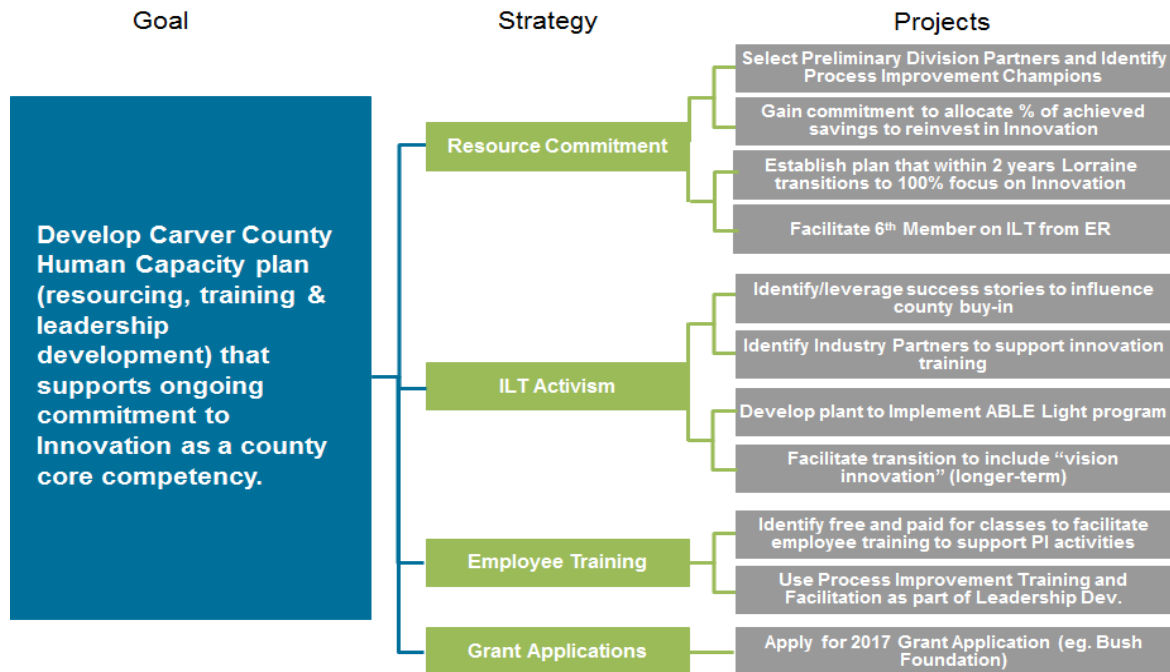 Goal
Strategy
Projects
Develop Carver County
Human Capacity plan
(resourcing, training &
leadership
development) that
supports ongoing
commitment to
Innovation as a county
core competency.
Resource Commitment
Select Preliminary Division Partners and Identify
Process Improvement Champions
Gain commitment to allocate % of achieved
savings to reinvest in Innovation
Establish plan that within 2 years Lorraine
transitions to 100% focus on Innovation
Facilitate 6th Member on ILT from ER
ILT Activism
Identify/leverage success stories to influence
county buy-in
Identify Industry Partners to support innovation
training
Develop plant to Implement ABLE Light program
Facilitate transition to include “vision
innovation” (longer-term)
Employee Training
Identify free and paid for classes to facilitate
employee training to support PI activities
Use Process Improvement Training and
Facilitation as part of Leadership Dev.
Grant Applications
Apply for 2017 Grant Application (eg. Bush
Foundation)